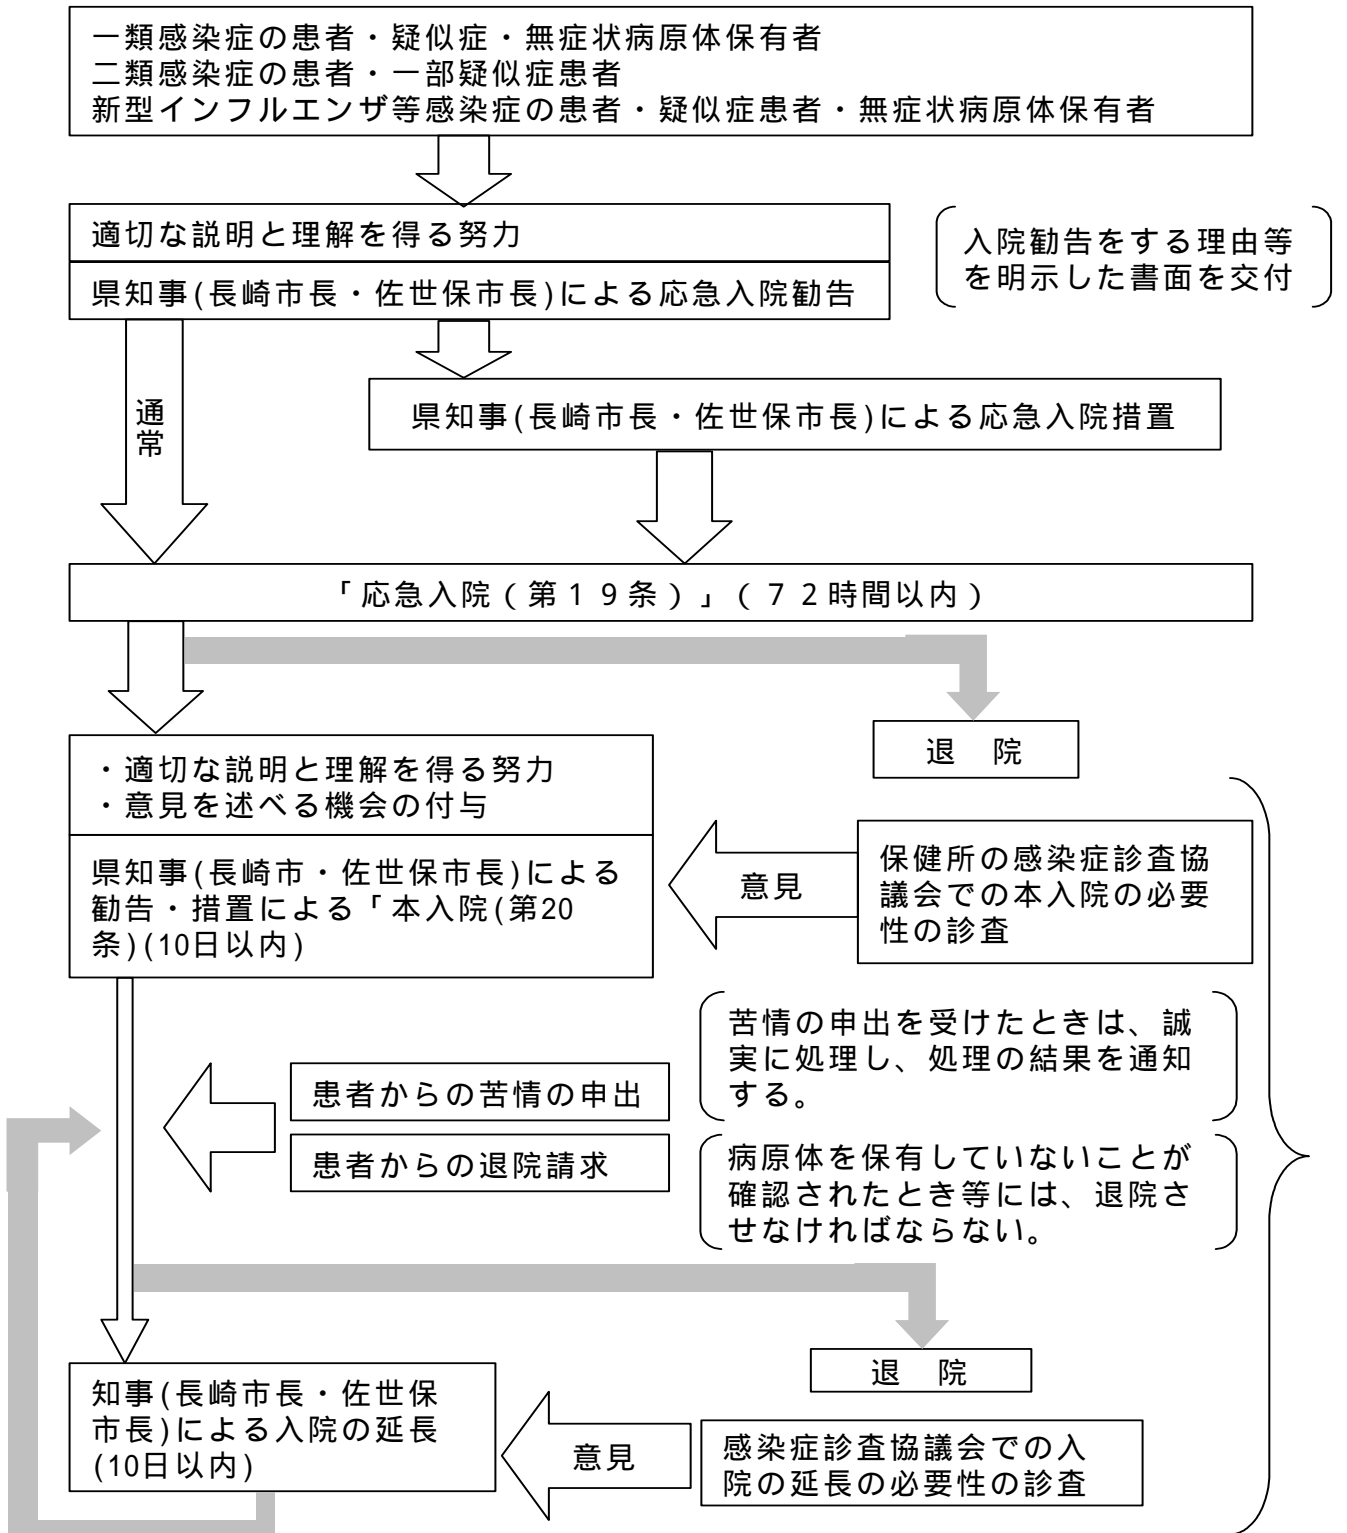 一類感染症の患者・疑似症・無症状病原体保有者
二類感染症の患者・一部疑似症患者
新型インフルエンザ等感染症の患者・疑似症患者・無症状病原体保有者
適切な説明と理解を得る努力
県知事(長崎市長・佐世保市長)による応急入院勧告
入院勧告をする理由等
を明示した書面を交付
通常
県知事(長崎市長・佐世保市長)による応急入院措置
「応急入院(第19条)」(72時間以内)
退 院
・適切な説明と理解を得る努力
・意見を述べる機会の付与
県知事(長崎市・佐世保市長)による
勧告・措置による「本入院(第20
条)(10日以内)
意見
保健所の感染症診査協
議会での本入院の必要
性の診査
患者からの苦情の申出
苦情の申出を受けたときは、誠
実に処理し、処理の結果を通知
する。
患者からの退院請求
病原体を保有していないことが
確認されたとき等には、退院さ
せなければならない。
退 院
知事(長崎市長・佐世保
市長)による入院の延長
(10日以内)
意見
感染症診査協議会での入
院の延長の必要性の診査